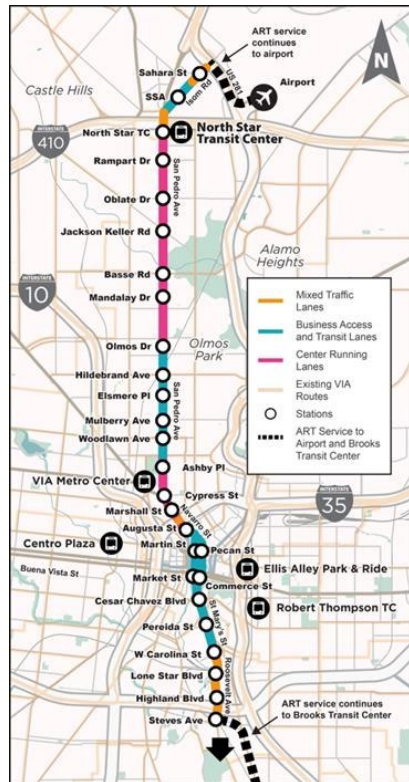 ART service
continues
to airport
N
Castle Hills
Sahara St
US 281
Isom Rd
Airport
SSA
INTERSTATE
410
North Star TC
North Star
Transit Center
Rampart Dr
San Pedro Ave
Oblate Dr
Jackson Keller Rd
Alamo
Heights
Basse Rd
INTERSTATE
10
Mandalay Dr
Mixed Traffic
Lanes
Business Access
and Transit Lanes
Center Running
Lanes
Existing VIA
Routes
Stations
ART Service to
Airport and Brooks
Transit Center
Olmos Dr
Olmos
Park
Hildebrand Ave
San Pedro Ave
Elsmere Pl
Mulberry Ave
Woodlawn Ave
Ashby Pl
VIA Metro Center
Cypress St
INTERSTATE
35
Marshall St
Navarro St
Augusta St
Centro Plaza
Martin St
Pecan St
Buena Vista St
Ellis Alley Park & Ride
Market St
Commerce St
Cesar Chavez Blvd
St Mary's St
Robert Thompson TC
Pereida St
W Carolina St
Roosevelt Ave
Lone Star Blvd
Highland Blvd
Steves Ave
ART service continues
to Brooks Transit Center